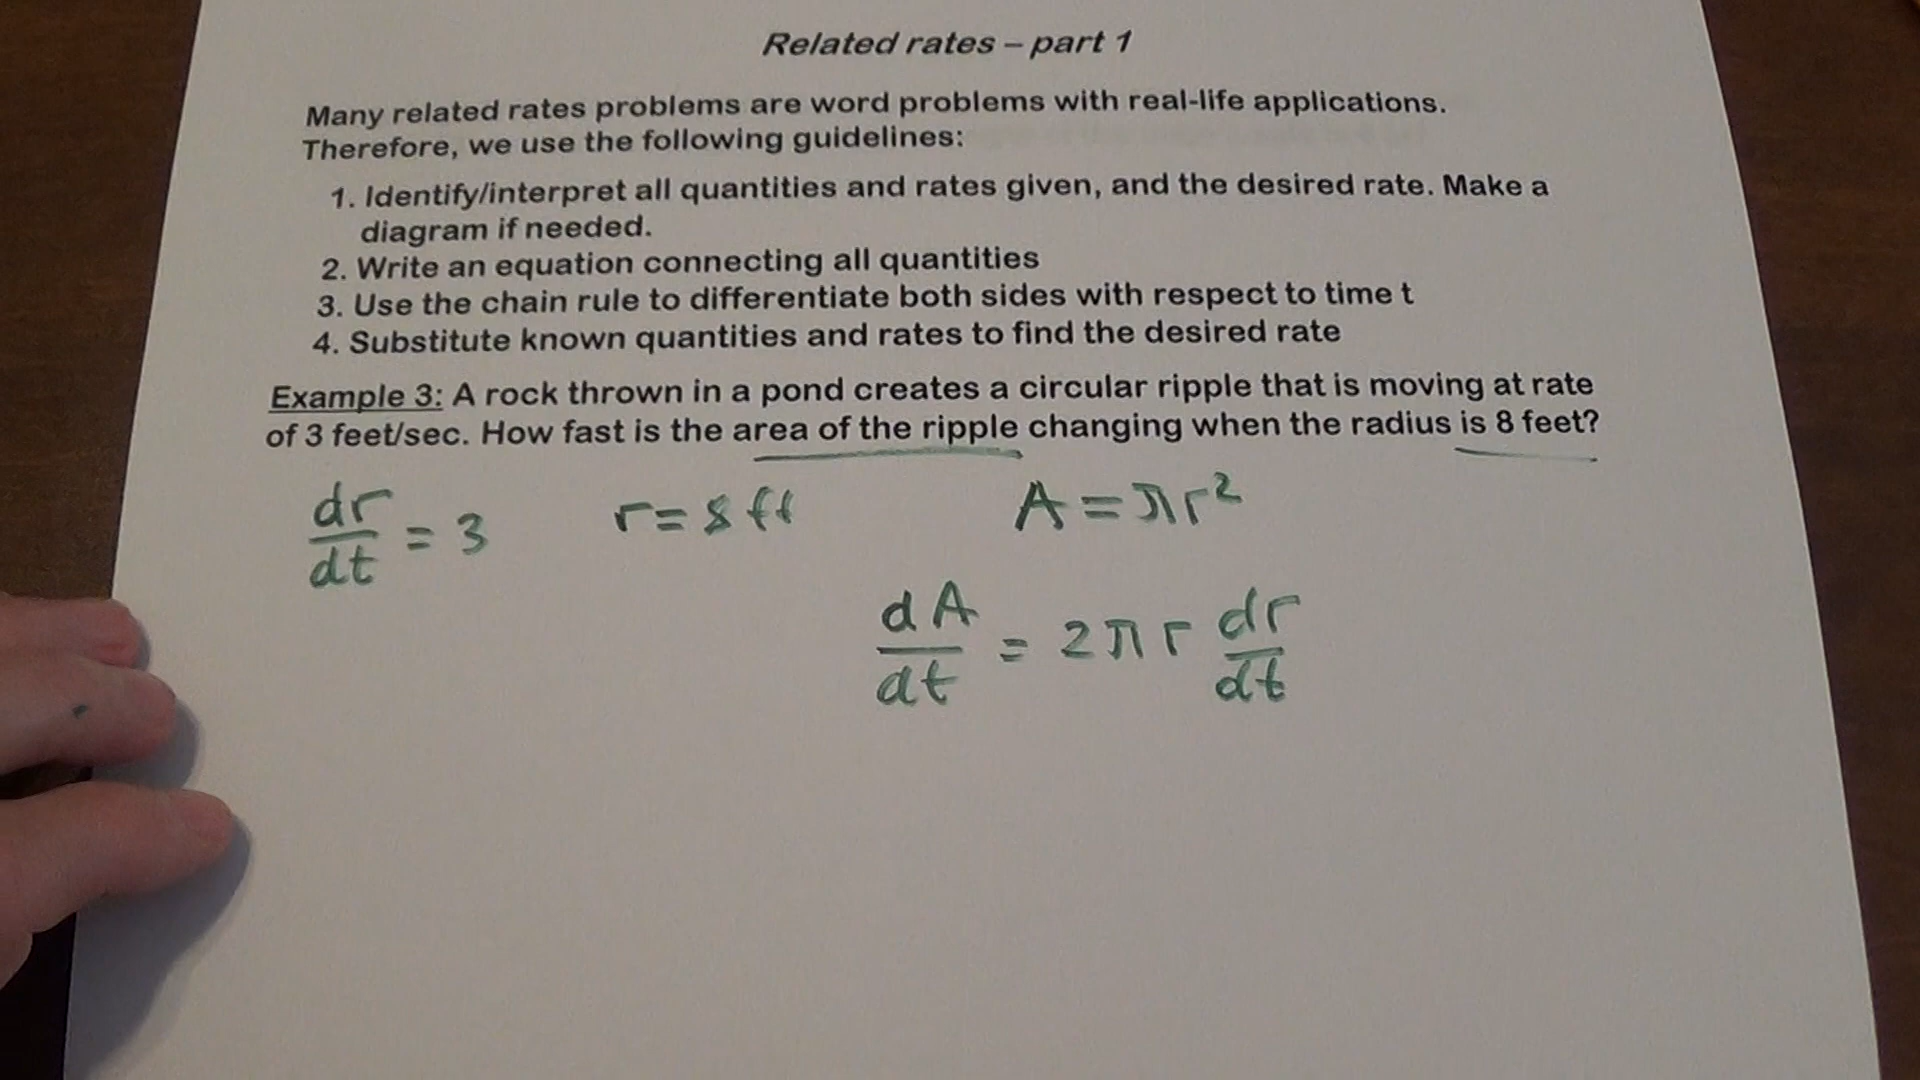 Related rates – part 1
Many related rates problems are word problems with real-life applications.
Therefore, we use the following guidelines:
1. Identify/interpret all quantities and rates given, and the desired rate. Make a
diagram if needed.
2. Write an equation connecting all quantities
3. Use the chain rule to differentiate both sides with respect to time t
4. Substitute known quantities and rates to find the desired rate
Example 3: A rock thrown in a pond creates a circular ripple that is moving at rate
of 3 feet/sec. How fast is the area of the ripple changing when the radius is 8 feet?
dr/dt = 3 r = 8 ft A = πr²
dA/dt = 2πr dr/dt